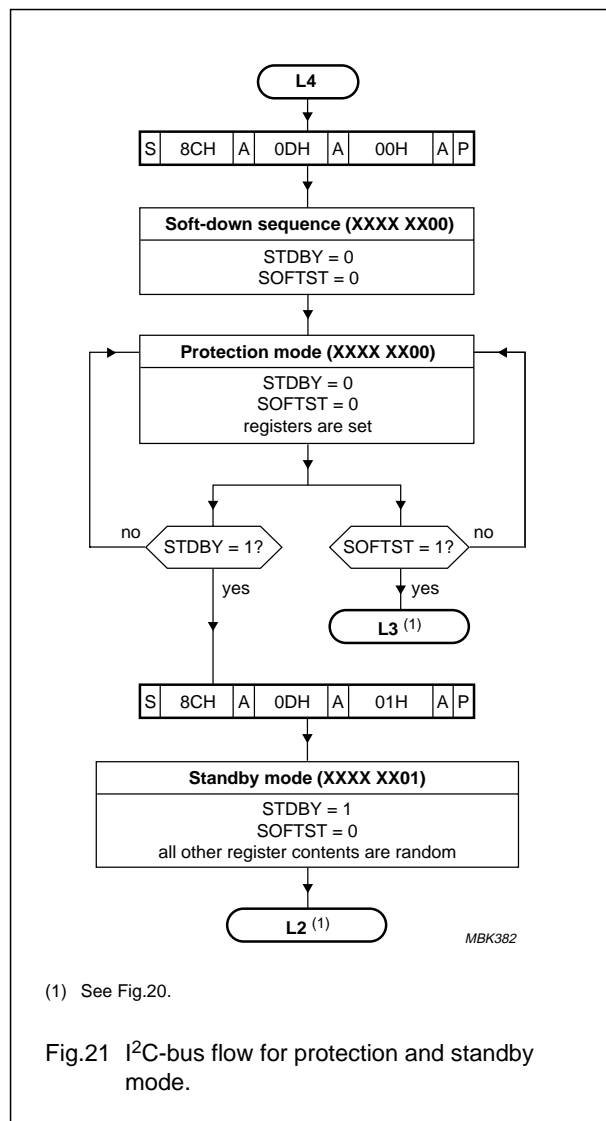 L4
S 8CH A 0DH A 00H A P
Soft-down sequence (XXXX XX00)
STDBY = 0
SOFTST = 0
Protection mode (XXXX XX00)
STDBY = 0
SOFTST = 0
registers are set
no STDBY = 1? SOFTST = 1? no
yes yes
L3 (1)
S 8CH A 0DH A 01H A P
Standby mode (XXXX XX01)
STDBY = 1
SOFTST = 0
all other register contents are random
L2 (1)
MBK382
(1) See Fig.20.
Fig.21 I²C-bus flow for protection and standby
mode.